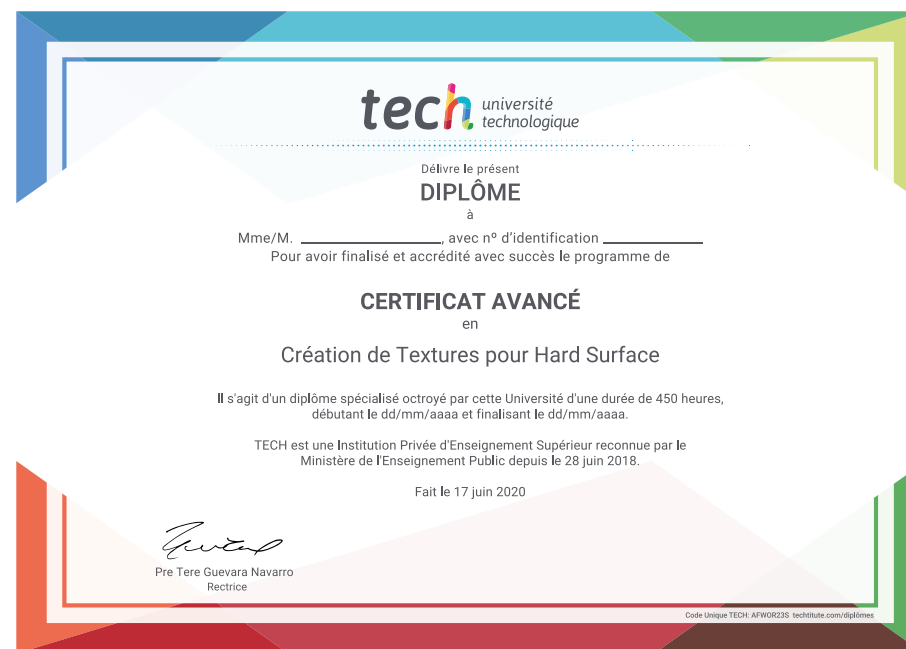 tech université
technologique
Délivre le présent
DIPLÔME
à
Mme/M. ____________________, avec nº d'identification ______________
Pour avoir finalisé et accrédité avec succès le programme de
CERTIFICAT AVANCÉ
en
Création de Textures pour Hard Surface
Il s'agit d'un diplôme spécialisé octroyé par cette Université d'une durée de 450 heures,
débutant le dd/mm/aaaa et finalisant le dd/mm/aaaa.
TECH est une Institution Privée d'Enseignement Supérieur reconnue par le
Ministère de l'Enseignement Public depuis le 28 juin 2018.
Fait le 17 juin 2020
Pre Tere Guevara Navarro
Rectrice
Code Unique TECH: AFWOR23S techtitute.com/diplômes